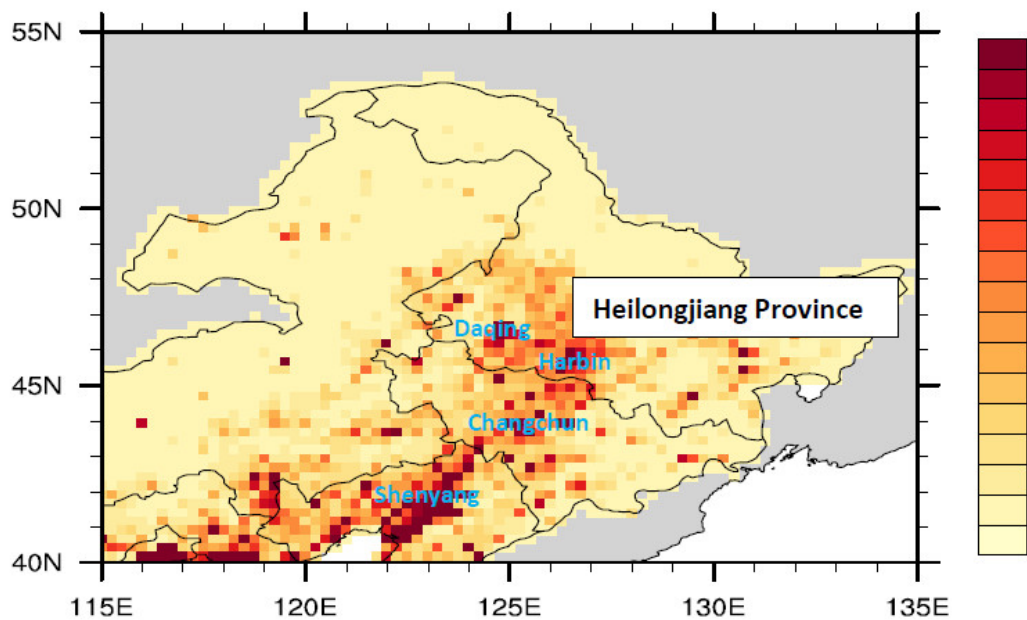 55N
50N
Heilongjiang Province
Daqing
Harbin
45N
Changchun
Shenyang
40N
115E 120E 125E 130E 135E